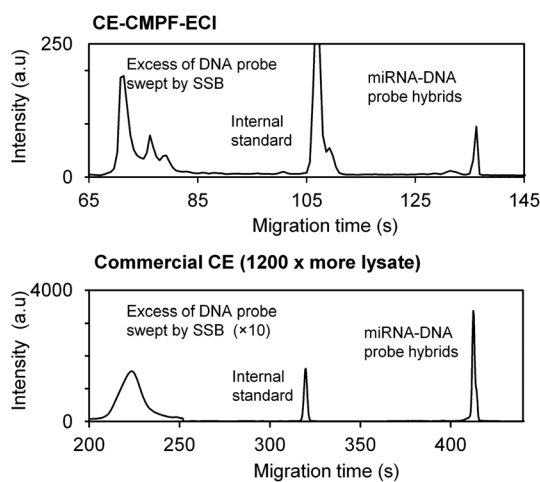 CE-CMPF-ECI
250
Excess of DNA probe
swept by SSB
miRNA-DNA
probe hybrids
Internal
standard
Intensity (a.u)
0
65 85 105 125 145
Migration time (s)
Commercial CE (1200 x more lysate)
4000
Excess of DNA probe
swept by SSB (×10)
miRNA-DNA
probe hybrids
Internal
standard
Intensity (a.u)
0
200 250 300 350 400
Migration time (s)